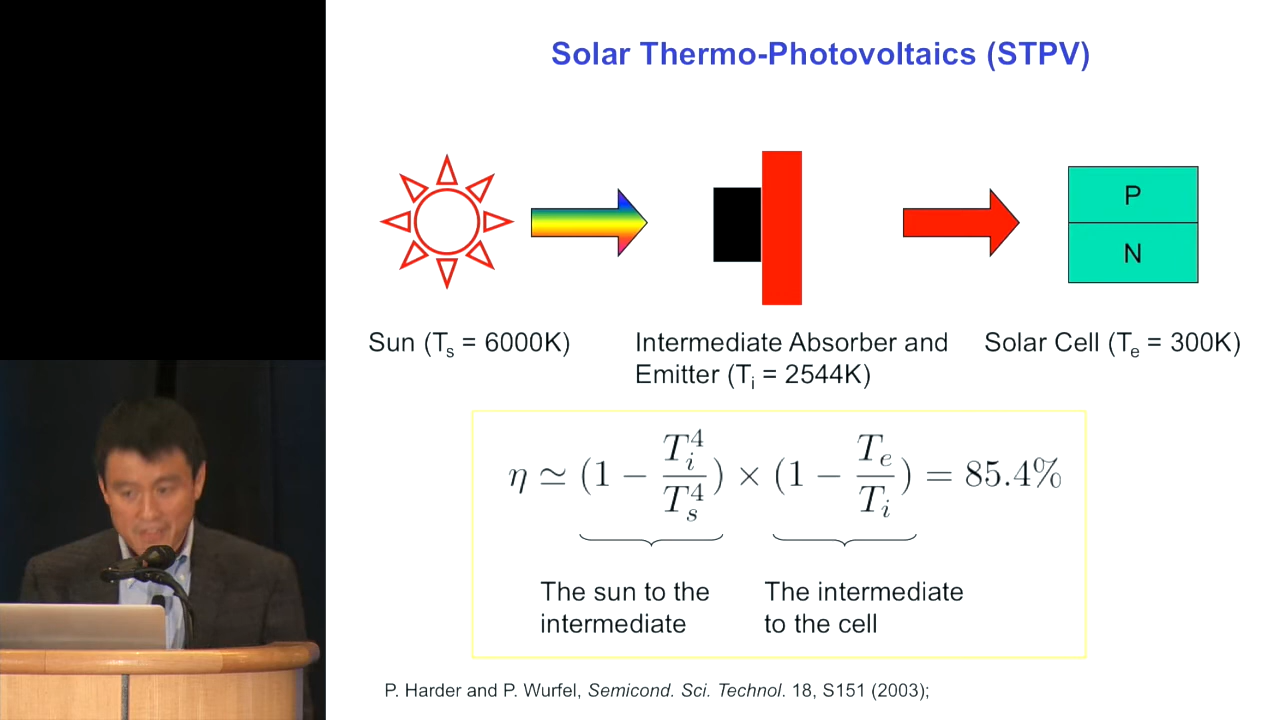 Solar Thermo-Photovoltaics (STPV)
P
N
Sun (Tₛ = 6000K)
Intermediate Absorber and
Emitter (Tᵢ = 2544K)
Solar Cell (Tₑ = 300K)
η ≃ (1 − Tᵢ⁴/Tₛ⁴) × (1 − Tₑ/Tᵢ) = 85.4%
The sun to the
intermediate
The intermediate
to the cell
P. Harder and P. Wurfel, Semicond. Sci. Technol. 18, S151 (2003);